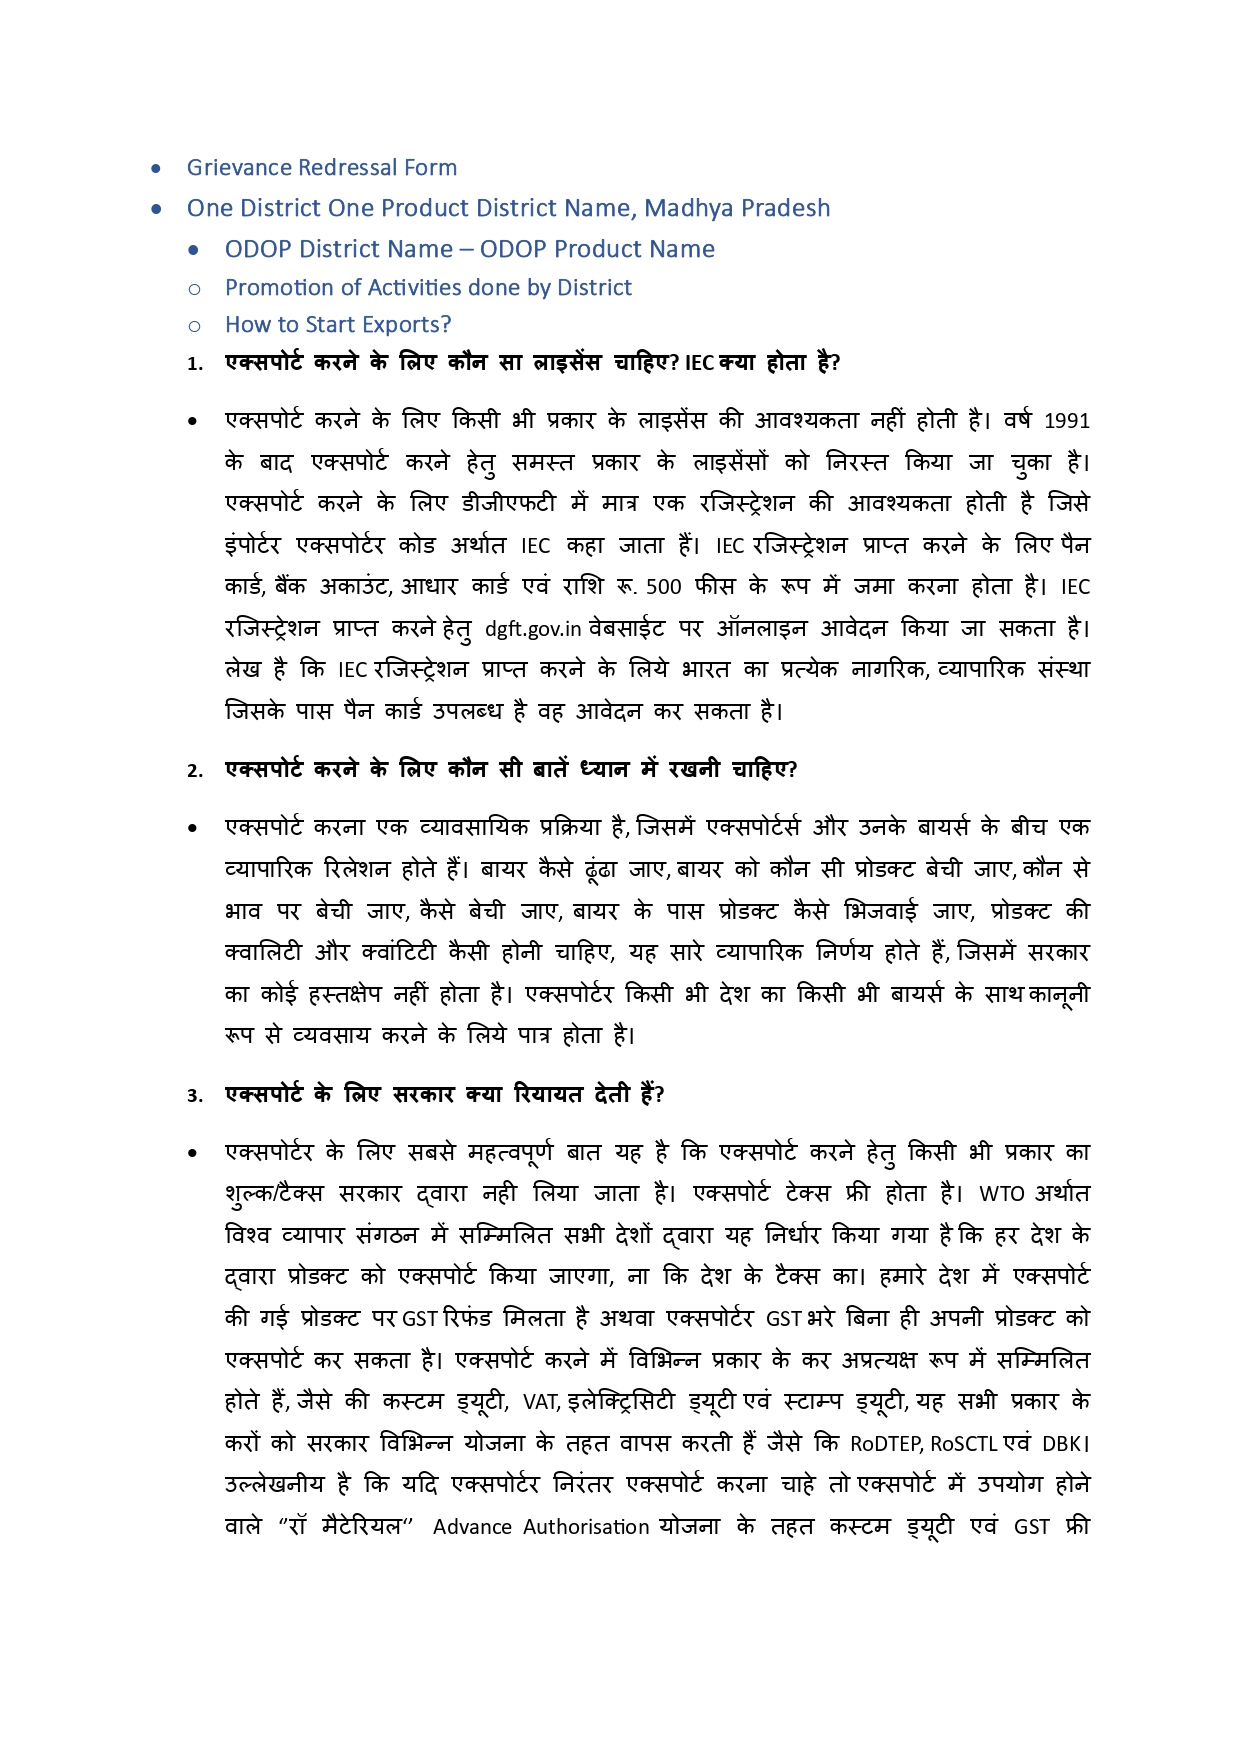 • Grievance Redressal Form
• One District One Product District Name, Madhya Pradesh
• ODOP District Name – ODOP Product Name
○ Promotion of Activities done by District
○ How to Start Exports?
1. एक्सपोर्ट करने के लिए कौन सा लाइसेंस चाहिए? IEC क्या होता है?
• एक्सपोर्ट करने के लिए किसी भी प्रकार के लाइसेंस की आवश्यकता नहीं होती है। वर्ष 1991
के बाद एक्सपोर्ट करने हेतु समस्त प्रकार के लाइसेंसों को निरस्त किया जा चुका है।
एक्सपोर्ट करने के लिए डीजीएफटी में मात्र एक रजिस्ट्रेशन की आवश्यकता होती है जिसे
इंपोर्टर एक्सपोर्टर कोड अर्थात IEC कहा जाता हैं। IEC रजिस्ट्रेशन प्राप्त करने के लिए पैन
कार्ड, बैंक अकाउंट, आधार कार्ड एवं राशि रू. 500 फीस के रूप में जमा करना होता है। IEC
रजिस्ट्रेशन प्राप्त करने हेतु dgft.gov.in वेबसाईट पर ऑनलाइन आवेदन किया जा सकता है।
लेख है कि IEC रजिस्ट्रेशन प्राप्त करने के लिये भारत का प्रत्येक नागरिक, व्यापारिक संस्था
जिसके पास पैन कार्ड उपलब्ध है वह आवेदन कर सकता है।
2. एक्सपोर्ट करने के लिए कौन सी बातें ध्यान में रखनी चाहिए?
• एक्सपोर्ट करना एक व्यावसायिक प्रक्रिया है, जिसमें एक्सपोर्टर्स और उनके बायर्स के बीच एक
व्यापारिक रिलेशन होते हैं। बायर कैसे ढूंढा जाए, बायर को कौन सी प्रोडक्ट बेची जाए, कौन से
भाव पर बेची जाए, कैसे बेची जाए, बायर के पास प्रोडक्ट कैसे भिजवाई जाए, प्रोडक्ट की
क्वालिटी और क्वांटिटी कैसी होनी चाहिए, यह सारे व्यापारिक निर्णय होते हैं, जिसमें सरकार
का कोई हस्तक्षेप नहीं होता है। एक्सपोर्टर किसी भी देश का किसी भी बायर्स के साथ कानूनी
रूप से व्यवसाय करने के लिये पात्र होता है।
3. एक्सपोर्ट के लिए सरकार क्या रियायत देती हैं?
• एक्सपोर्टर के लिए सबसे महत्वपूर्ण बात यह है कि एक्सपोर्ट करने हेतु किसी भी प्रकार का
शुल्क/टैक्स सरकार द्वारा नही लिया जाता है। एक्सपोर्ट टेक्स फ्री होता है। WTO अर्थात
विश्व व्यापार संगठन में सम्मिलित सभी देशों द्वारा यह निर्धार किया गया है कि हर देश के
द्वारा प्रोडक्ट को एक्सपोर्ट किया जाएगा, ना कि देश के टैक्स का। हमारे देश में एक्सपोर्ट
की गई प्रोडक्ट पर GST रिफंड मिलता है अथवा एक्सपोर्टर GST भरे बिना ही अपनी प्रोडक्ट को
एक्सपोर्ट कर सकता है। एक्सपोर्ट करने में विभिन्न प्रकार के कर अप्रत्यक्ष रूप में सम्मिलित
होते हैं, जैसे की कस्टम ड्यूटी, VAT, इलेक्ट्रिसिटी ड्यूटी एवं स्टाम्प ड्यूटी, यह सभी प्रकार के
करों को सरकार विभिन्न योजना के तहत वापस करती हैं जैसे कि RoDTEP, RoSCTL एवं DBK।
उल्लेखनीय है कि यदि एक्सपोर्टर निरंतर एक्सपोर्ट करना चाहे तो एक्सपोर्ट में उपयोग होने
वाले ‘’रॉ मैटेरियल‘’ Advance Authorisation योजना के तहत कस्टम ड्यूटी एवं GST फ्री